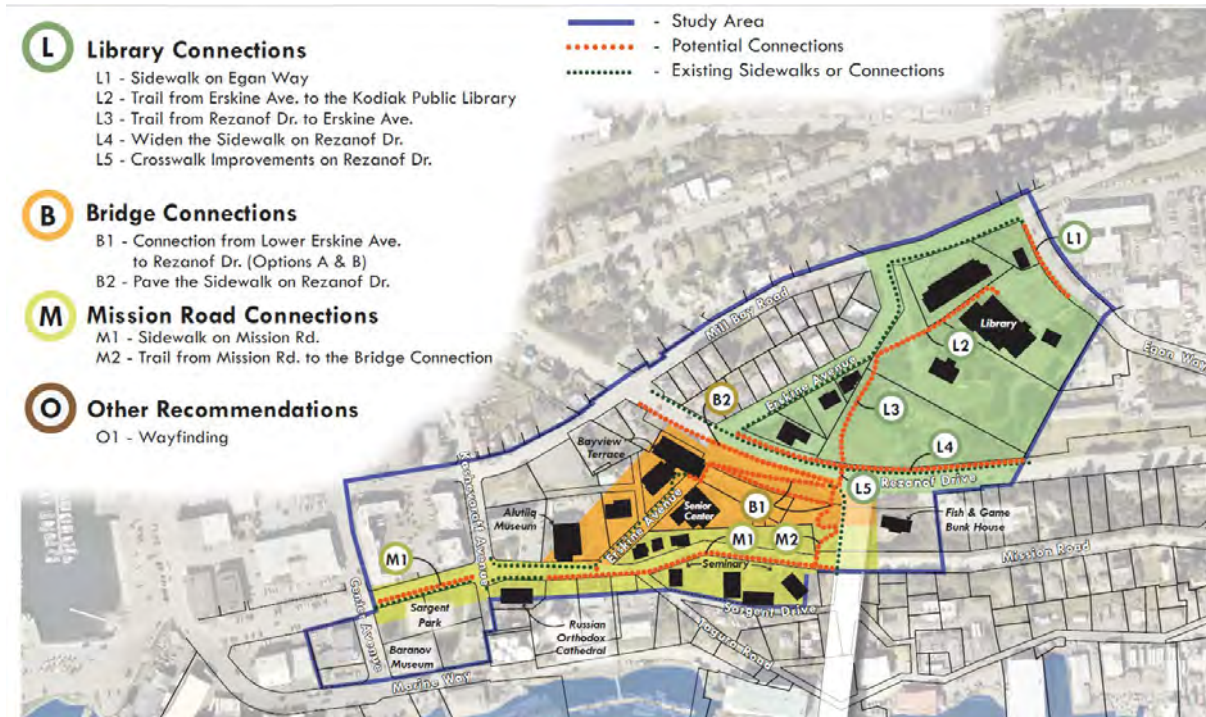 L Library Connections
L1 - Sidewalk on Egan Way
L2 - Trail from Erskine Ave. to the Kodiak Public Library
L3 - Trail from Rezanof Dr. to Erskine Ave.
L4 - Widen the Sidewalk on Rezanof Dr.
L5 - Crosswalk Improvements on Rezanof Dr.
B Bridge Connections
B1 - Connection from Lower Erskine Ave.
to Rezanof Dr. (Options A & B)
B2 - Pave the Sidewalk on Rezanof Dr.
M Mission Road Connections
M1 - Sidewalk on Mission Rd.
M2 - Trail from Mission Rd. to the Bridge Connection
O Other Recommendations
O1 - Wayfinding
- Study Area
- Potential Connections
- Existing Sidewalks or Connections
L1
Mill Bay Road
Library
L2
Egan Way
Erskine Avenue
B2
L3
Bayview
Terrace
L4
Rezanof Drive
L5
Kashevaroff Avenue
Alutiiq
Museum
Erskine Avenue
Senior
Center
B1
Fish & Game
Bunk House
M1
M2
Mission Road
M1
Seminary
Sargent Drive
Center Avenue
Sargent
Park
Russian
Orthodox
Cathedral
Yagura Road
Baranov
Museum
Marine Way